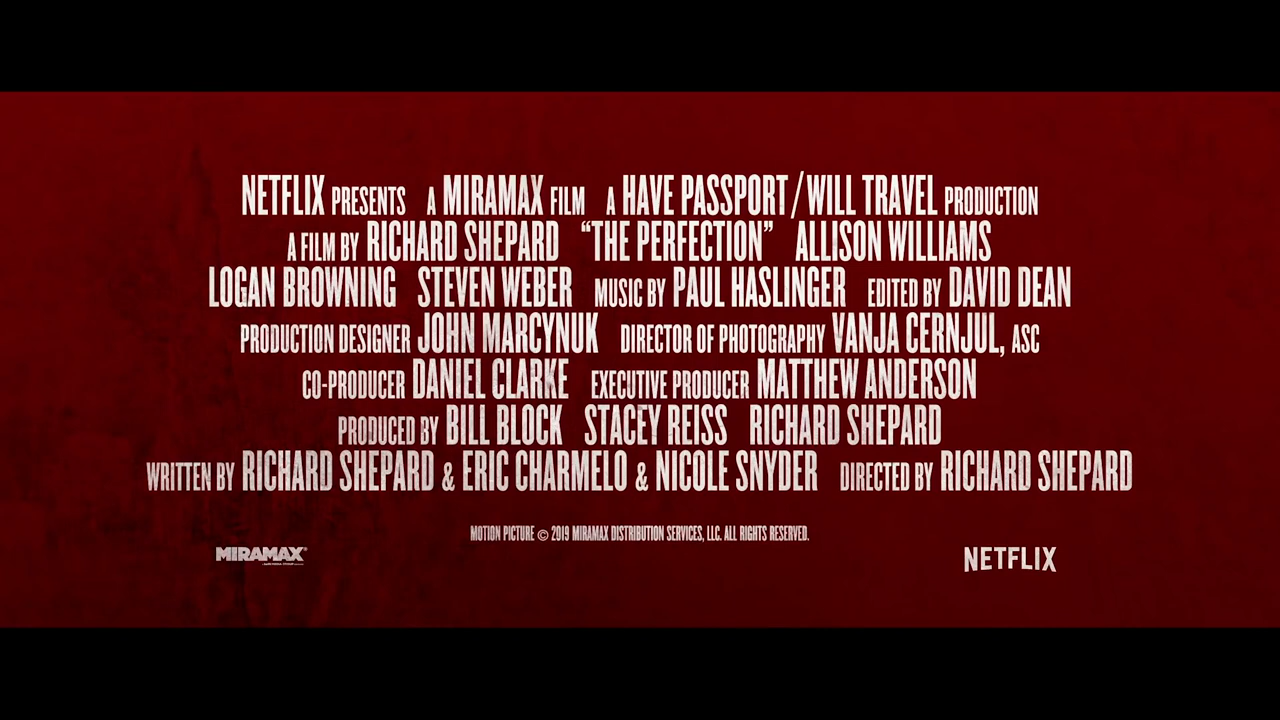 NETFLIX PRESENTS A MIRAMAX FILM A HAVE PASSPORT/WILL TRAVEL PRODUCTION
A FILM BY RICHARD SHEPARD “THE PERFECTION” ALLISON WILLIAMS
LOGAN BROWNING STEVEN WEBER MUSIC BY PAUL HASLINGER EDITED BY DAVID DEAN
PRODUCTION DESIGNER JOHN MARCYNUK DIRECTOR OF PHOTOGRAPHY VANJA CERNJUL, ASC
CO-PRODUCER DANIEL CLARKE EXECUTIVE PRODUCER MATTHEW ANDERSON
PRODUCED BY BILL BLOCK STACEY REISS RICHARD SHEPARD
WRITTEN BY RICHARD SHEPARD & ERIC CHARMELO & NICOLE SNYDER DIRECTED BY RICHARD SHEPARD
MOTION PICTURE © 2019 MIRAMAX DISTRIBUTION SERVICES, LLC. ALL RIGHTS RESERVED.
MIRAMAX
NETFLIX